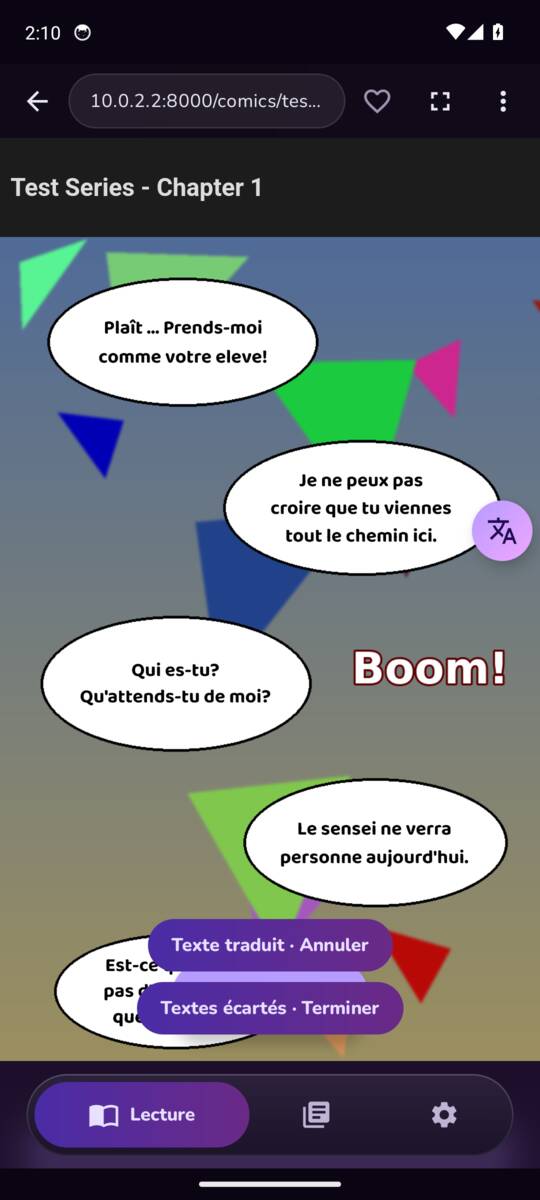 2:10
10.0.2.2:8000/comics/tes...
Test Series - Chapter 1
Plaît ... Prends-moi
comme votre eleve!
Je ne peux pas
croire que tu viennes
tout le chemin ici.
Qui es-tu?
Qu'attends-tu de moi?
Boom!
Le sensei ne verra
personne aujourd'hui.
Texte traduit · Annuler
Est-ce
pas
Textes écartés · Terminer
Lecture